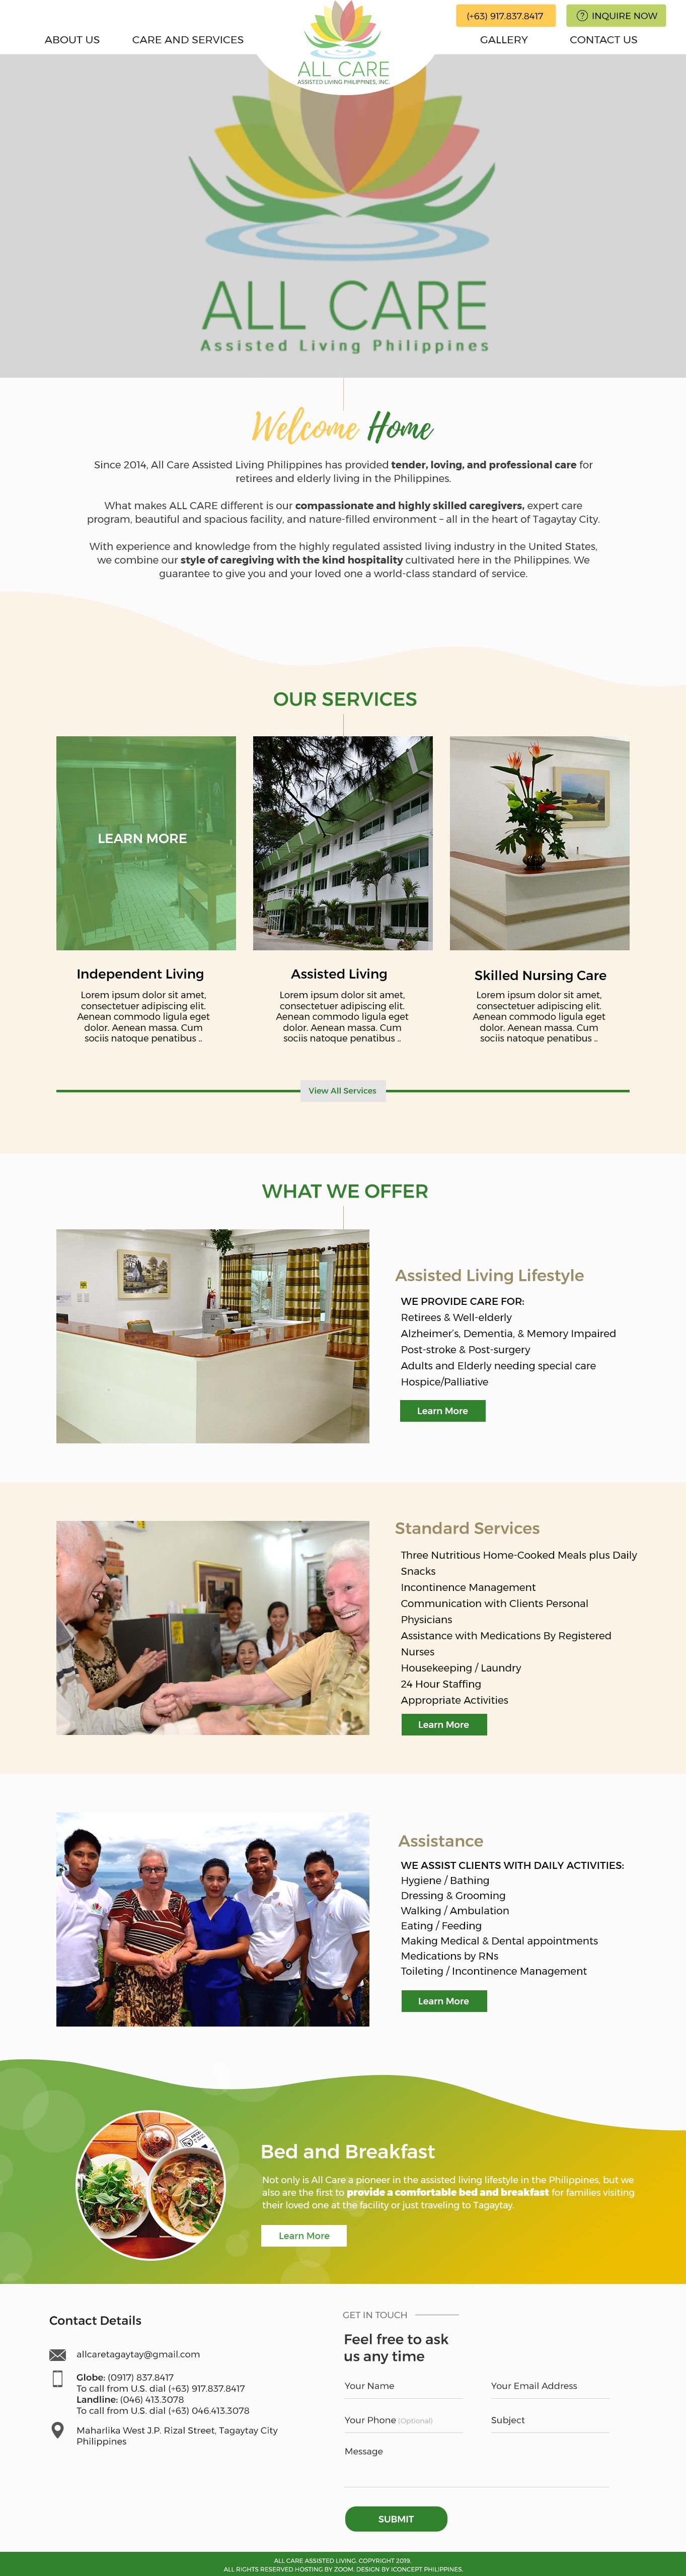 (+63) 917.837.8417
INQUIRE NOW
ABOUT US
CARE AND SERVICES
GALLERY
CONTACT US
ALL CARE
ASSISTED LIVING PHILIPPINES, INC.
ALL CARE
Assisted Living Philippines
Welcome Home
Since 2014, All Care Assisted Living Philippines has provided tender, loving, and professional care for
retirees and elderly living in the Philippines.
What makes ALL CARE different is our compassionate and highly skilled caregivers, expert care
program, beautiful and spacious facility, and nature-filled environment – all in the heart of Tagaytay City.
With experience and knowledge from the highly regulated assisted living industry in the United States,
we combine our style of caregiving with the kind hospitality cultivated here in the Philippines. We
guarantee to give you and your loved one a world-class standard of service.
OUR SERVICES
LEARN MORE
Independent Living
Lorem ipsum dolor sit amet,
consectetuer adipiscing elit.
Aenean commodo ligula eget
dolor. Aenean massa. Cum
sociis natoque penatibus ..
Assisted Living
Lorem ipsum dolor sit amet,
consectetuer adipiscing elit.
Aenean commodo ligula eget
dolor. Aenean massa. Cum
sociis natoque penatibus ..
Skilled Nursing Care
Lorem ipsum dolor sit amet,
consectetuer adipiscing elit.
Aenean commodo ligula eget
dolor. Aenean massa. Cum
sociis natoque penatibus ..
View All Services
WHAT WE OFFER
Assisted Living Lifestyle
WE PROVIDE CARE FOR:
Retirees & Well-elderly
Alzheimer's, Dementia, & Memory Impaired
Post-stroke & Post-surgery
Adults and Elderly needing special care
Hospice/Palliative
Learn More
Standard Services
Three Nutritious Home-Cooked Meals plus Daily
Snacks
Incontinence Management
Communication with Clients Personal
Physicians
Assistance with Medications By Registered
Nurses
Housekeeping / Laundry
24 Hour Staffing
Appropriate Activities
Learn More
Assistance
WE ASSIST CLIENTS WITH DAILY ACTIVITIES:
Hygiene / Bathing
Dressing & Grooming
Walking / Ambulation
Eating / Feeding
Making Medical & Dental appointments
Medications by RNs
Toileting / Incontinence Management
Learn More
Bed and Breakfast
Not only is All Care a pioneer in the assisted living lifestyle in the Philippines, but we
also are the first to provide a comfortable bed and breakfast for families visiting
their loved one at the facility or just traveling to Tagaytay.
Learn More
Contact Details
allcaretagaytay@gmail.com
Globe: (0917) 837.8417
To call from U.S. dial (+63) 917.837.8417
Landline: (046) 413.3078
To call from U.S. dial (+63) 046.413.3078
Maharlika West J.P. Rizal Street, Tagaytay City
Philippines
GET IN TOUCH
Feel free to ask
us any time
Your Name
Your Email Address
Your Phone (Optional)
Subject
Message
SUBMIT
ALL CARE ASSISTED LIVING. COPYRIGHT 2019.
ALL RIGHTS RESERVED HOSTING BY ZOOM. DESIGN BY ICONCEPT PHILIPPINES.